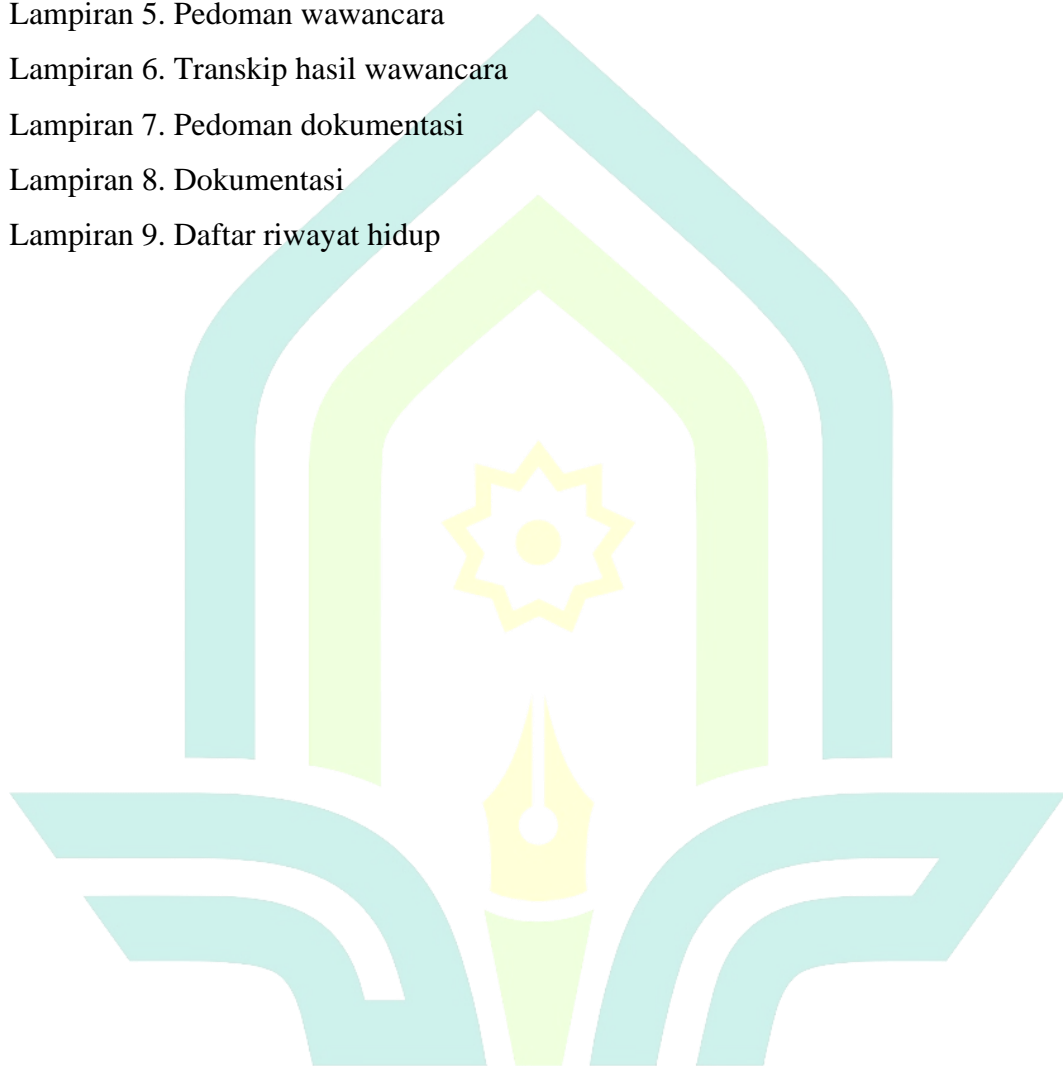 Lampiran 5. Pedoman wawancara
Lampiran 6. Transkip hasil wawancara
Lampiran 7. Pedoman dokumentasi
Lampiran 8. Dokumentasi
Lampiran 9. Daftar riwayat hidup